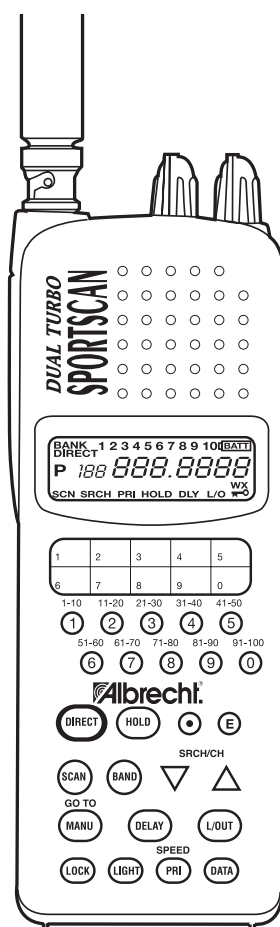 DUAL TURBO
SPORTSCAN
BANK 1 2 3 4 5 6 7 8 9 10 BATT
DIRECT
P 188 888.8888
WX
SCN SRCH PRI HOLD DLY L/O
1 2 3 4 5
6 7 8 9 0
1-10 11-20 21-30 31-40 41-50
1 2 3 4 5
51-60 61-70 71-80 81-90 91-100
6 7 8 9 0
Albrecht.
DIRECT HOLD E
SRCH/CH
SCAN BAND
GO TO
MANU DELAY L/OUT
SPEED
LOCK LIGHT PRI DATA